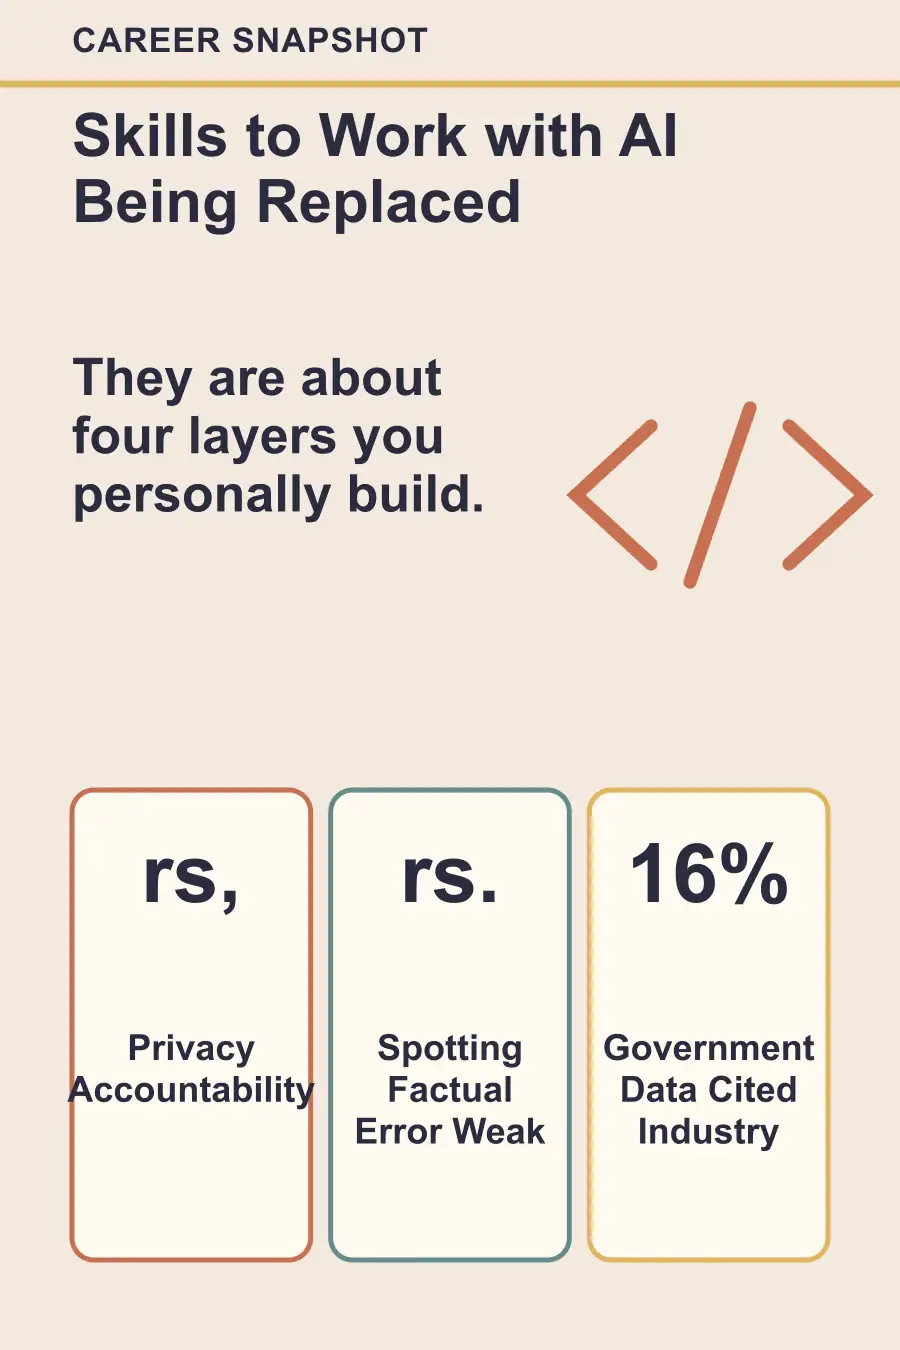 CAREER SNAPSHOT
Skills to Work with AI
Being Replaced
They are about
four layers you
personally build.
</>
rs,
Privacy
Accountability
rs.
Spotting
Factual
Error Weak
16%
Government
Data Cited
Industry